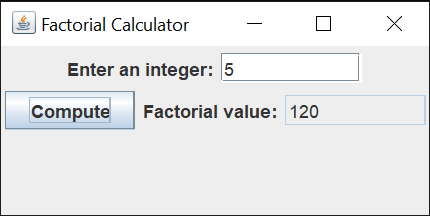 Factorial Calculator
Enter an integer: 5
Compute Factorial value: 120